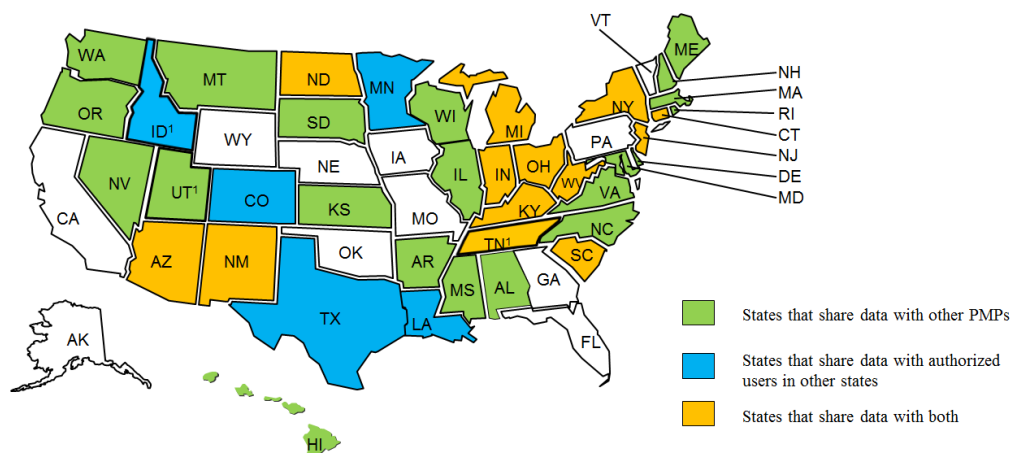 VT
ME
WA
MT
ND
MN
NH
MA
OR
ID¹
WY
SD
WI
MI
NY
RI
CT
NJ
PA
IA
NE
NV
UT¹
CO
KS
MO
IL
IN
OH
WV
VA
DE
MD
KY
CA
AZ
NM
OK
AR
TN¹
NC
SC
MS
AL
GA
TX
LA
FL
AK
HI
States that share data with other PMPs
States that share data with authorized
users in other states
States that share data with both